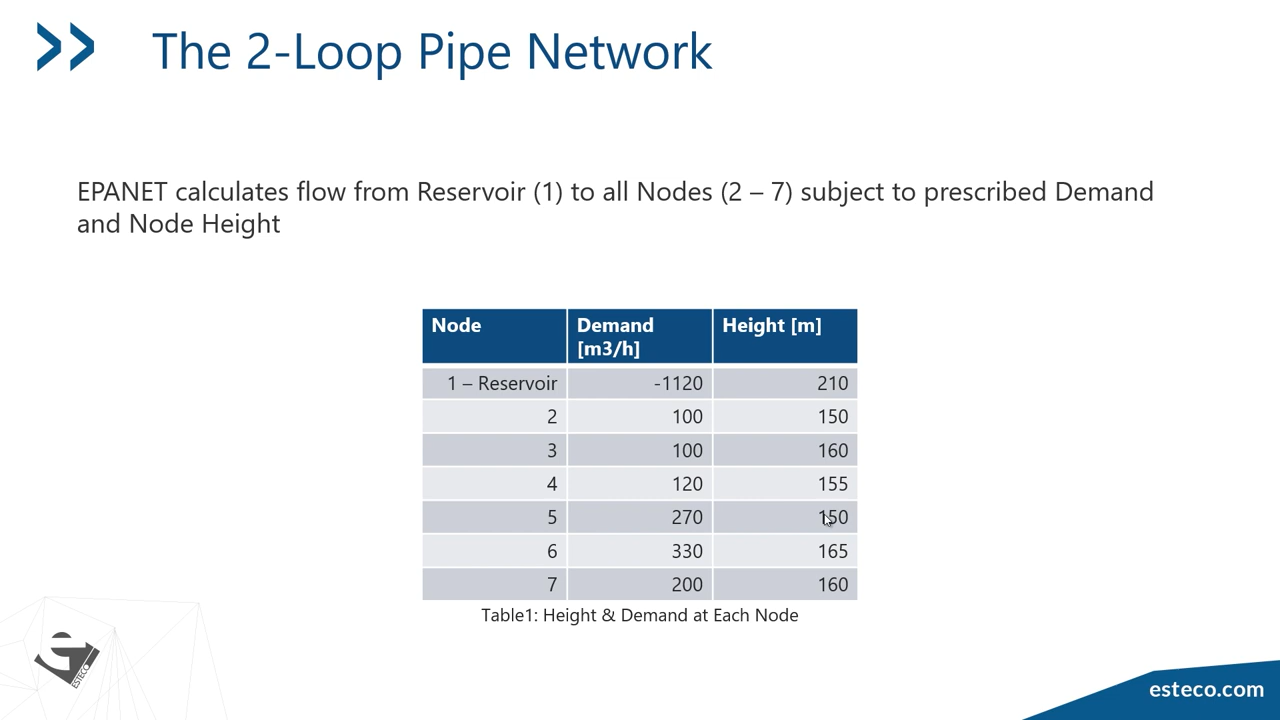 The 2-Loop Pipe Network
EPANET calculates flow from Reservoir (1) to all Nodes (2 – 7) subject to prescribed Demand
and Node Height
Node Demand [m3/h] Height [m]
1 – Reservoir -1120 210
2 100 150
3 100 160
4 120 155
5 270 150
6 330 165
7 200 160
Table1: Height & Demand at Each Node
ESTECO
esteco.com